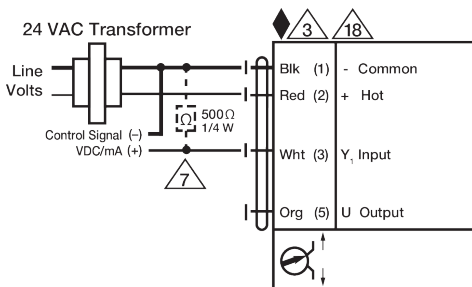 24 VAC Transformer
3 18
Line
Volts
Blk (1) - Common
Red (2) + Hot
Ω 500Ω
1/4 W
Control Signal (–)
VDC/mA (+)
Wht (3) Y₁ Input
7
Org (5) U Output